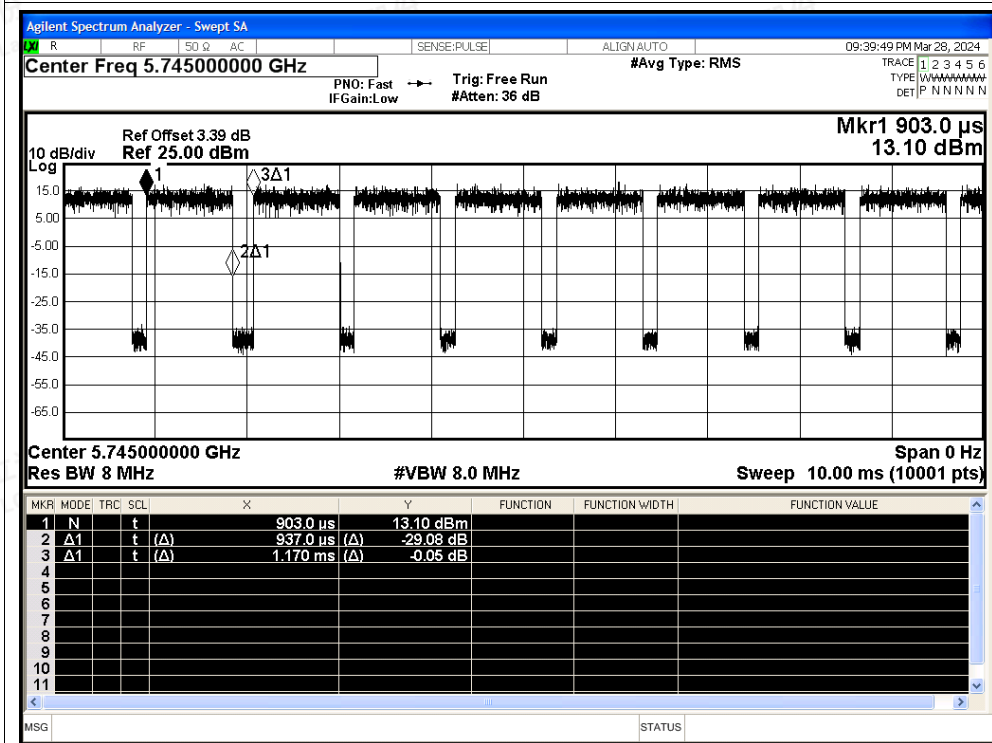 Agilent Spectrum Analyzer - Swept SA
LXI R RF 50 Ω AC SENSE:PULSE ALIGN AUTO 09:39:49 PM Mar 28, 2024
Center Freq 5.745000000 GHz
PNO: Fast
IFGain:Low
Trig: Free Run
#Atten: 36 dB
#Avg Type: RMS
TRACE 1 2 3 4 5 6
TYPE
DET P N N N N N
Mkr1 903.0 µs
13.10 dBm
Ref Offset 3.39 dB
10 dB/div Ref 25.00 dBm
Log
1
3Δ1
2Δ1
15.0
5.00
-5.00
-15.0
-25.0
-35.0
-45.0
-55.0
-65.0
Center 5.745000000 GHz Span 0 Hz
Res BW 8 MHz #VBW 8.0 MHz Sweep 10.00 ms (10001 pts)
MKR MODE TRC SCL X Y FUNCTION FUNCTION WIDTH FUNCTION VALUE
1 N t 903.0 µs 13.10 dBm
2 Δ1 t (Δ) 937.0 µs (Δ) -29.08 dB
3 Δ1 t (Δ) 1.170 ms (Δ) -0.05 dB
4
5
6
7
8
9
10
11
MSG STATUS